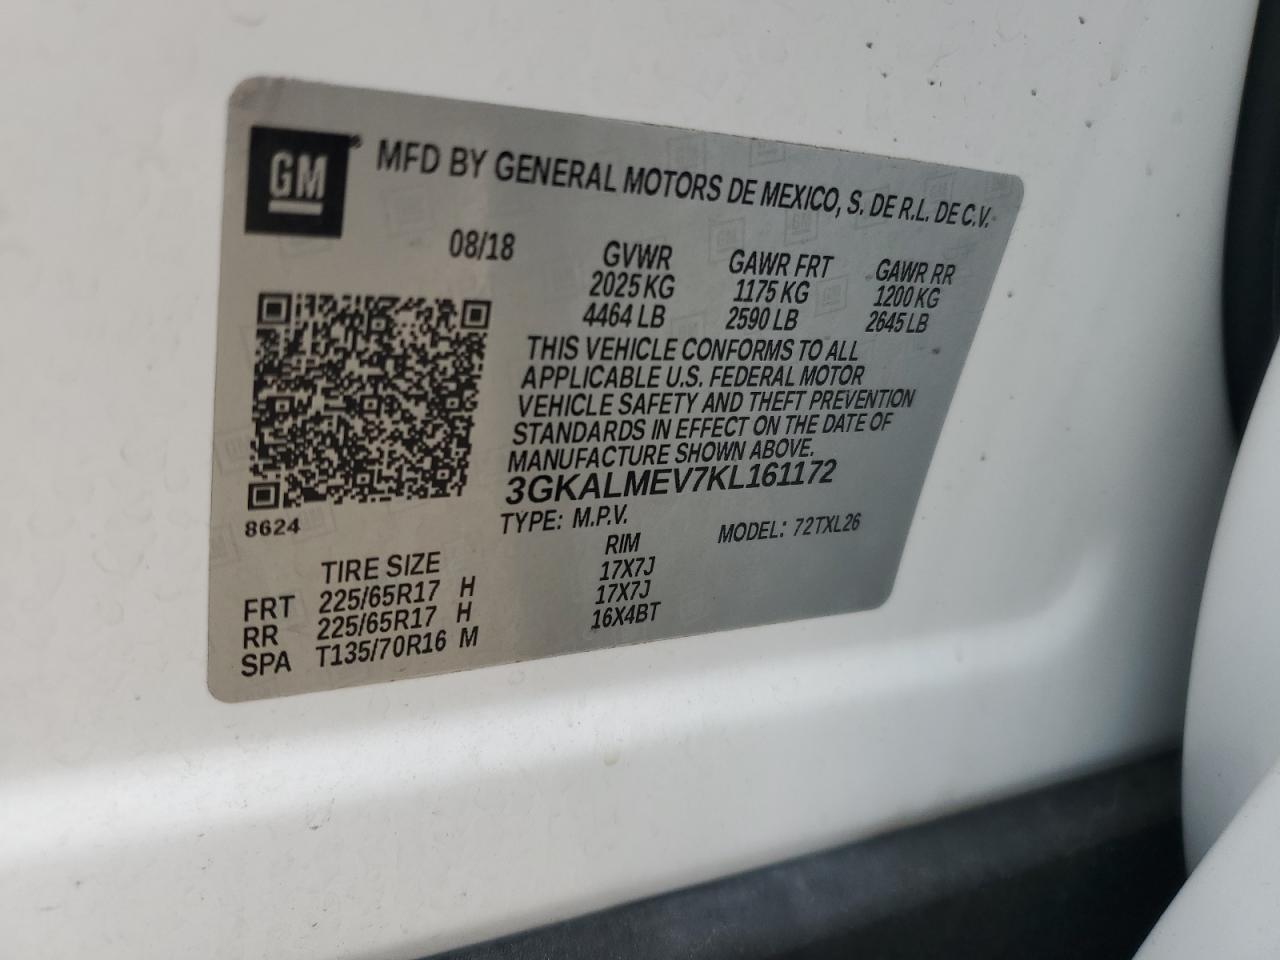 GM ® MFD BY GENERAL MOTORS DE MEXICO, S. DE R.L. DE C.V.
08/18 GVWR GAWR FRT GAWR RR
2025 KG 1175 KG 1200 KG
4464 LB 2590 LB 2645 LB
THIS VEHICLE CONFORMS TO ALL
APPLICABLE U.S. FEDERAL MOTOR
VEHICLE SAFETY AND THEFT PREVENTION
STANDARDS IN EFFECT ON THE DATE OF
MANUFACTURE SHOWN ABOVE.
3GKALMEV7KL161172
8624
TYPE: M.P.V. MODEL: 72TXL26
TIRE SIZE RIM
FRT 225/65R17 H 17X7J
RR 225/65R17 H 17X7J
SPA T135/70R16 M 16X4BT